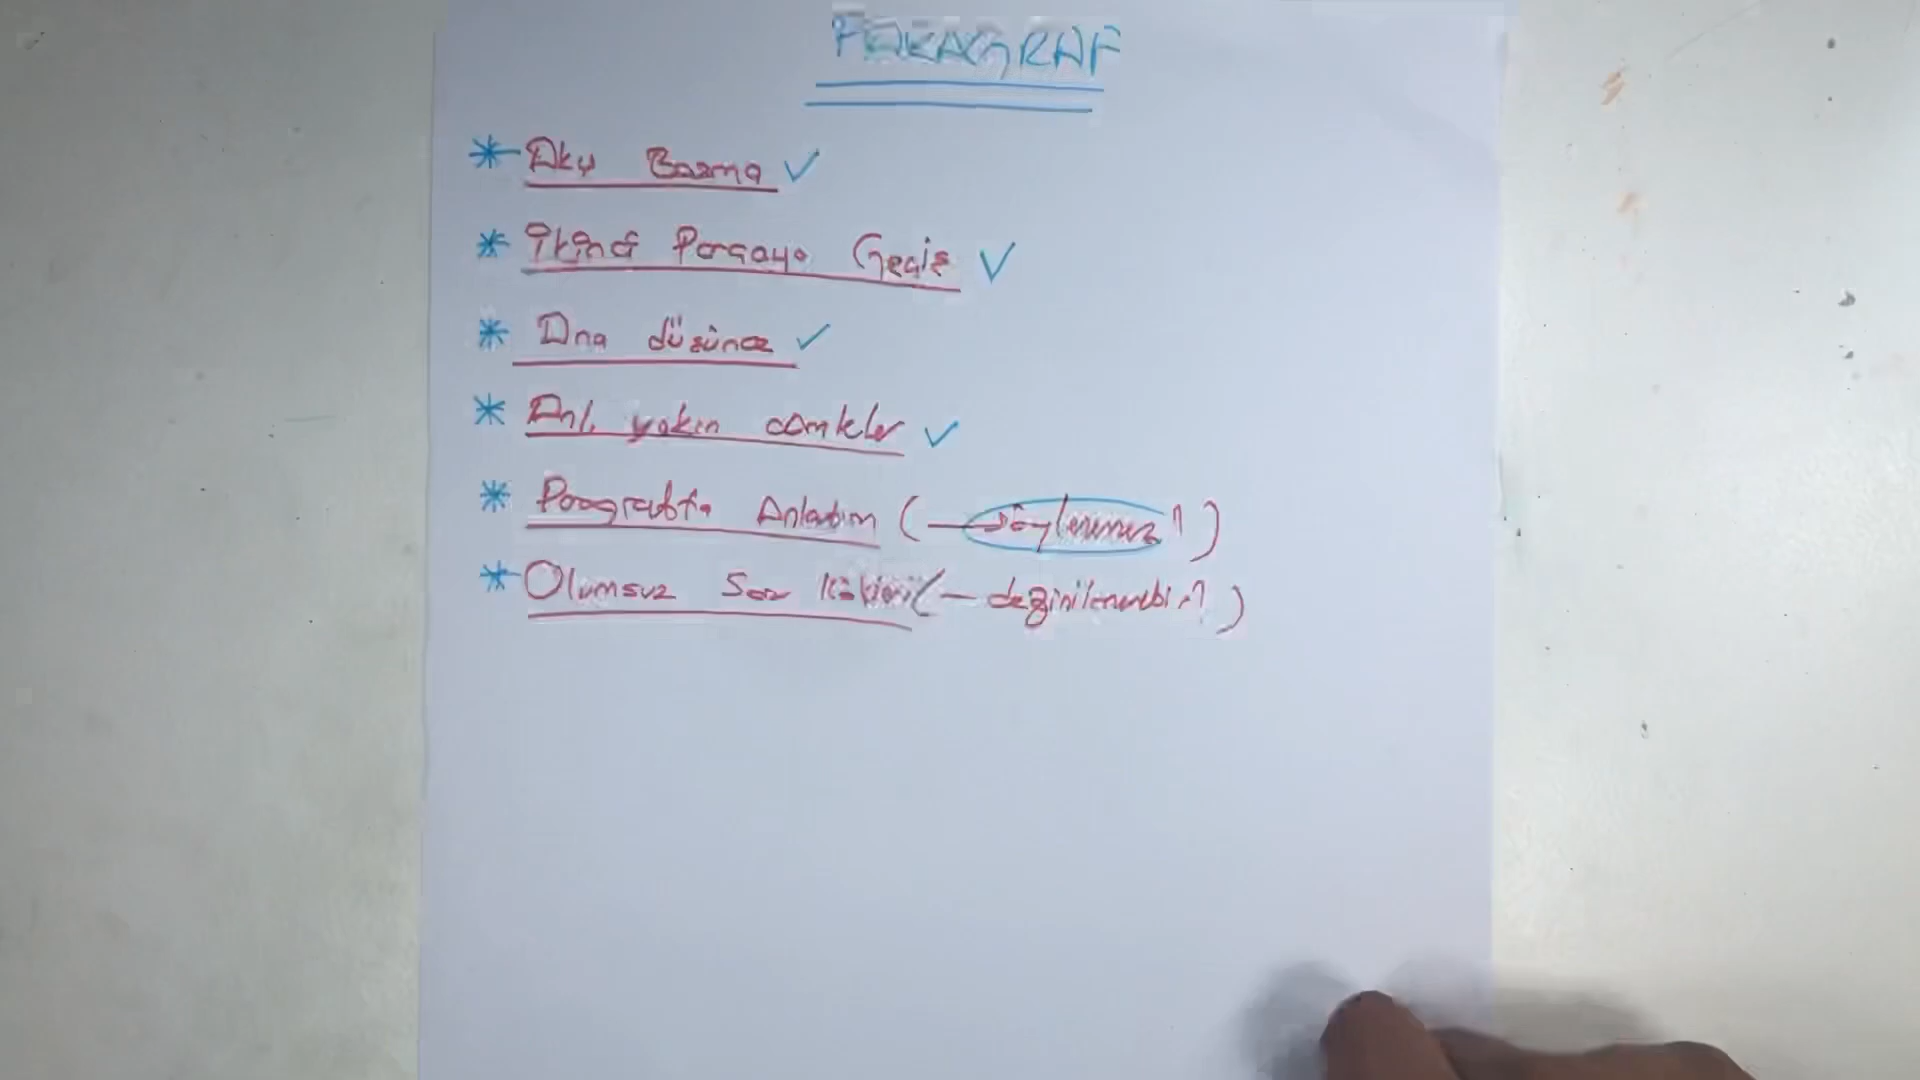 PARAGRAF
* Akış Bozma ✓
* İkinci Parçaya Geçiş ✓
* Ana düşünce ✓
* Anl. yakın cümleler ✓
* Paragrafta Anlatım ( — söylenemez? )
* Olumsuz Soru Kökleri ( — değinilmemiştir? )